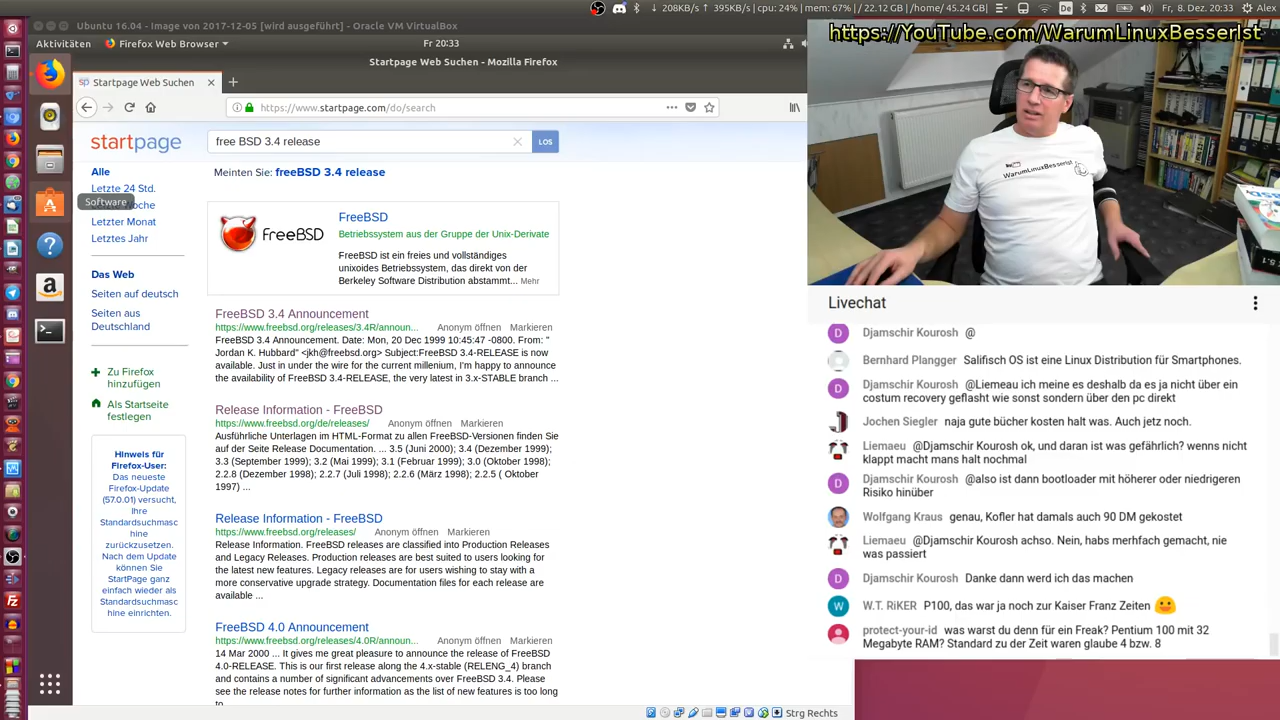 Ubuntu 16.04 - Image von 2017-12-05 [wird ausgeführt] - Oracle VM VirtualBox
208KB/s 395KB/s cpu: 24% mem: 67% // 22.12 GB /home/ 45.24 GB De Fr, 8. Dez, 20:33 Alex
Aktivitäten Firefox Web Browser Fr 20:33
Startpage Web Suchen - Mozilla Firefox
sp Startpage Web Suchen
https://www.startpage.com/do/search
startpage
free BSD 3.4 release
LOS
Alle
Letzte 24 Std.
Woche
Letzter Monat
Letztes Jahr
Software
Das Web
Seiten auf deutsch
Seiten aus
Deutschland
Zu Firefox
hinzufügen
Als Startseite
festlegen
Hinweis für
Firefox-User:
Das neueste
Firefox-Update
(57.0.01) versucht,
Ihre
Standardsuchmasc
hine
zurückzusetzen.
Nach dem Update
können Sie
StartPage ganz
einfach wieder als
Standardsuchmasc
hine einrichten.
Meinten Sie: freeBSD 3.4 release
FreeBSD
FreeBSD
Betriebssystem aus der Gruppe der Unix-Derivate
FreeBSD ist ein freies und vollständiges
unixoides Betriebssystem, das direkt von der
Berkeley Software Distribution abstammt... Mehr
FreeBSD 3.4 Announcement
https://www.freebsd.org/releases/3.4R/announ... Anonym öffnen Markieren
FreeBSD 3.4 Announcement. Date: Mon, 20 Dec 1999 10:45:47 -0800. From: "
Jordan K. Hubbard" <jkh@freebsd.org> Subject:FreeBSD 3.4-RELEASE is now
available. Just in under the wire for the current millenium, I'm happy to announce
the availability of FreeBSD 3.4-RELEASE, the very latest in 3.x-STABLE branch ...
Release Information - FreeBSD
https://www.freebsd.org/de/releases/ Anonym öffnen Markieren
Ausführliche Unterlagen im HTML-Format zu allen FreeBSD-Versionen finden Sie
auf der Seite Release Documentation. ... 3.5 (Juni 2000); 3.4 (Dezember 1999);
3.3 (September 1999); 3.2 (Mai 1999); 3.1 (Februar 1999); 3.0 (Oktober 1998);
2.2.8 (Dezember 1998); 2.2.7 (Juli 1998); 2.2.6 (März 1998); 2.2.5 ( Oktober
1997) ...
Release Information - FreeBSD
https://www.freebsd.org/releases/ Anonym öffnen Markieren
Release Information. FreeBSD releases are classified into Production Releases
and Legacy Releases. Production releases are best suited to users looking for
the latest new features. Legacy releases are for users wishing to stay with a
more conservative upgrade strategy. Documentation files for each release are
available ...
FreeBSD 4.0 Announcement
https://www.freebsd.org/releases/4.0R/announ... Anonym öffnen Markieren
14 Mar 2000 ... It gives me great pleasure to announce the release of FreeBSD
4.0-RELEASE. This is our first release along the 4.x-stable (RELENG_4) branch
and contains a number of significant advancements over FreeBSD 3.4. Please
see the release notes for further information as the list of new features is too long
to
Strg Rechts
https://YouTube.com/WarumLinuxBesserIst
WarumLinuxBesserIst
Livechat
D Djamschir Kourosh @
Bernhard Plangger Salifisch OS ist eine Linux Distribution für Smartphones.
D Djamschir Kourosh @Liemeau ich meine es deshalb da es ja nicht über ein
costum recovery geflasht wie sonst sondern über den pc direkt
Jochen Siegler naja gute bücher kosten halt was. Auch jetz noch.
Liemaeu @Djamschir Kourosh ok, und daran ist was gefährlich? wenns nicht
klappt macht mans halt nochmal
D Djamschir Kourosh @also ist dann bootloader mit höherer oder niedrigeren
Risiko hinüber
Wolfgang Kraus genau, Kofler hat damals auch 90 DM gekostet
Liemaeu @Djamschir Kourosh achso. Nein, habs merhfach gemacht, nie
was passiert
D Djamschir Kourosh Danke dann werd ich das machen
W W.T. RiKER P100, das war ja noch zur Kaiser Franz Zeiten
protect-your-id was warst du denn für ein Freak? Pentium 100 mit 32
Megabyte RAM? Standard zu der Zeit waren glaube 4 bzw. 8